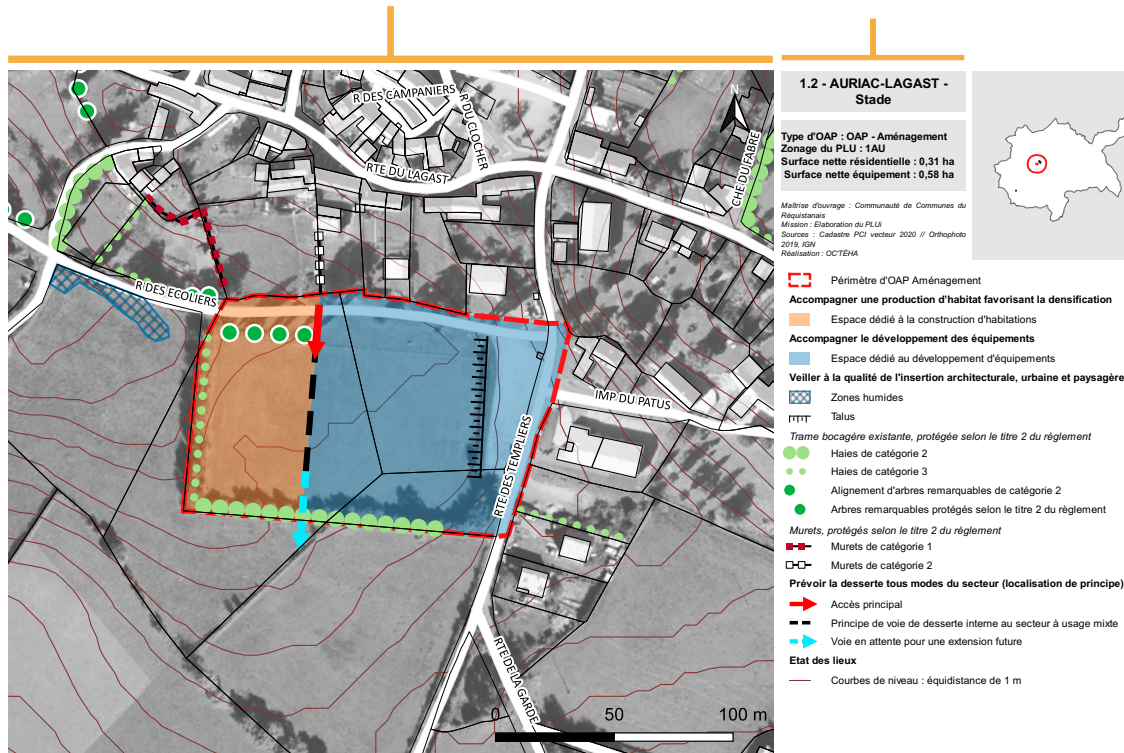 R DES CAMPANIERS
R DU CLOCHER
RTE DU LAGAST
CHE DU FABRE
N
R DES ECOLIERS
IMP DU PATUS
RTE DES TEMPLIERS
RTE DE LA GARDE
0 50 100 m
1.2 - AURIAC-LAGAST -
Stade
Type d'OAP : OAP - Aménagement
Zonage du PLU : 1AU
Surface nette résidentielle : 0,31 ha
Surface nette équipement : 0,58 ha
Maîtrise d'ouvrage : Communauté de Communes du
Réquistanais
Mission : Elaboration du PLUi
Sources : Cadastre PCI vecteur 2020 // Orthophoto
2019, IGN
Réalisation : OC'TÉHA
Périmètre d'OAP Aménagement
Accompagner une production d'habitat favorisant la densification
Espace dédié à la construction d'habitations
Accompagner le développement des équipements
Espace dédié au développement d'équipements
Veiller à la qualité de l'insertion architecturale, urbaine et paysagère
Zones humides
Talus
Trame bocagère existante, protégée selon le titre 2 du règlement
Haies de catégorie 2
Haies de catégorie 3
Alignement d'arbres remarquables de catégorie 2
Arbres remarquables protégés selon le titre 2 du règlement
Murets, protégés selon le titre 2 du règlement
Murets de catégorie 1
Murets de catégorie 2
Prévoir la desserte tous modes du secteur (localisation de principe)
Accès principal
Principe de voie de desserte interne au secteur à usage mixte
Voie en attente pour une extension future
Etat des lieux
Courbes de niveau : équidistance de 1 m